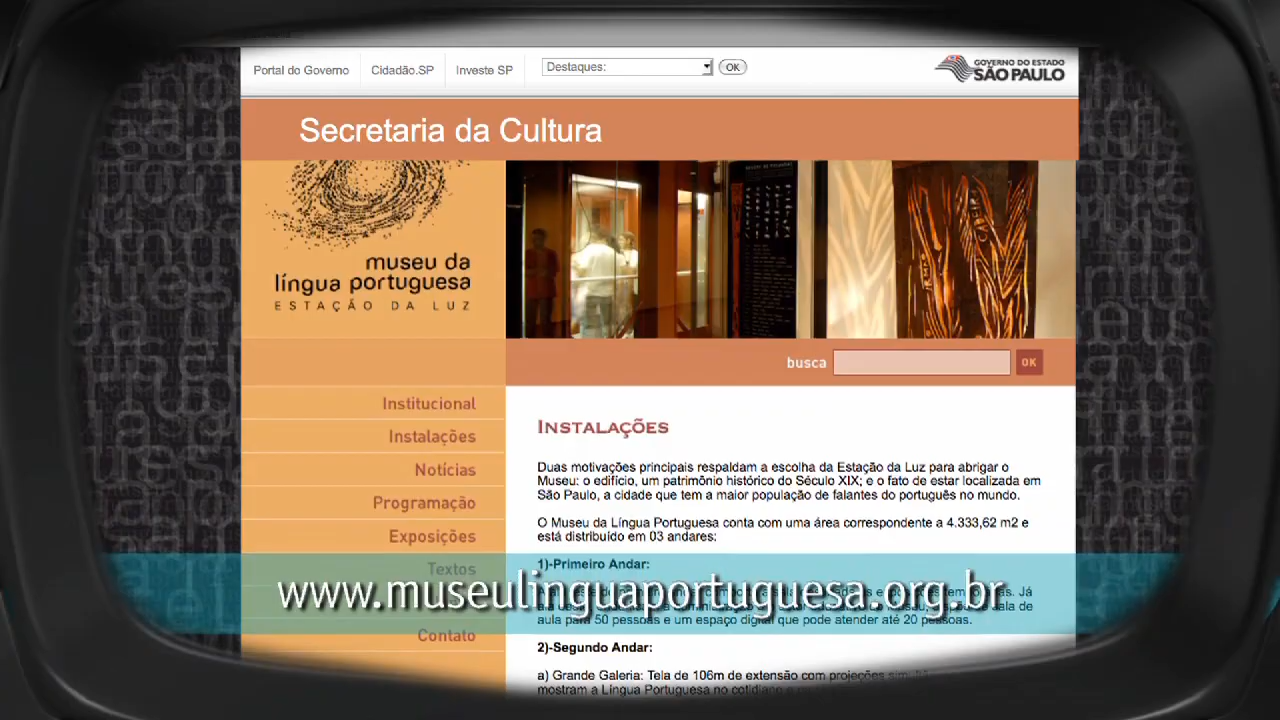 Portal do Governo
Cidadão.SP
Investe SP
Destaques:
OK
GOVERNO DO ESTADO
SÃO PAULO
Secretaria da Cultura
museu da
língua portuguesa
ESTAÇÃO DA LUZ
busca
OK
Institucional
Instalações
Notícias
Programação
Exposições
Textos
Contato
INSTALAÇÕES
Duas motivações principais respaldam a escolha da Estação da Luz para abrigar o
Museu: o edifício, um patrimônio histórico do Século XIX; e o fato de estar localizada em
São Paulo, a cidade que tem a maior população de falantes do português no mundo.
O Museu da Língua Portuguesa conta com uma área correspondente a 4.333,62 m2 e
está distribuído em 03 andares:
1)-Primeiro Andar:
www.museulinguaportuguesa.org.br
aula para 50 pessoas e um espaço digital que pode atender até 20 pessoas.
2)-Segundo Andar:
a) Grande Galeria: Tela de 106m de extensão com projeções
mostram a Língua Portuguesa no cotidiano e